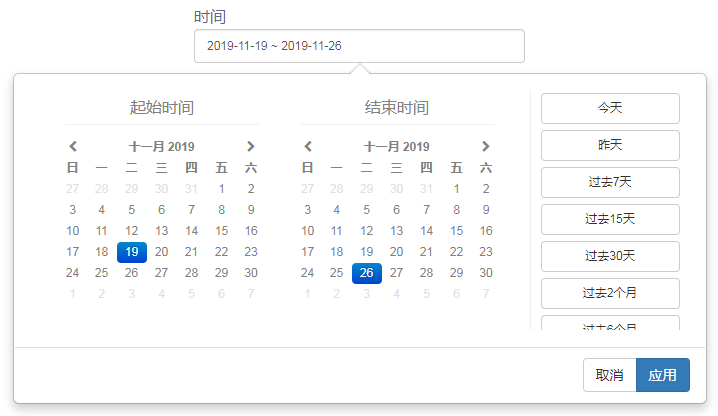 时间
2019-11-19 ~ 2019-11-26
起始时间
十一月 2019
日 一 二 三 四 五 六
27 28 29 30 31 1 2
3 4 5 6 7 8 9
10 11 12 13 14 15 16
17 18 19 20 21 22 23
24 25 26 27 28 29 30
1 2 3 4 5 6 7
结束时间
十一月 2019
日 一 二 三 四 五 六
27 28 29 30 31 1 2
3 4 5 6 7 8 9
10 11 12 13 14 15 16
17 18 19 20 21 22 23
24 25 26 27 28 29 30
1 2 3 4 5 6 7
今天
昨天
过去7天
过去15天
过去30天
过去2个月
过去6个月
取消 应用